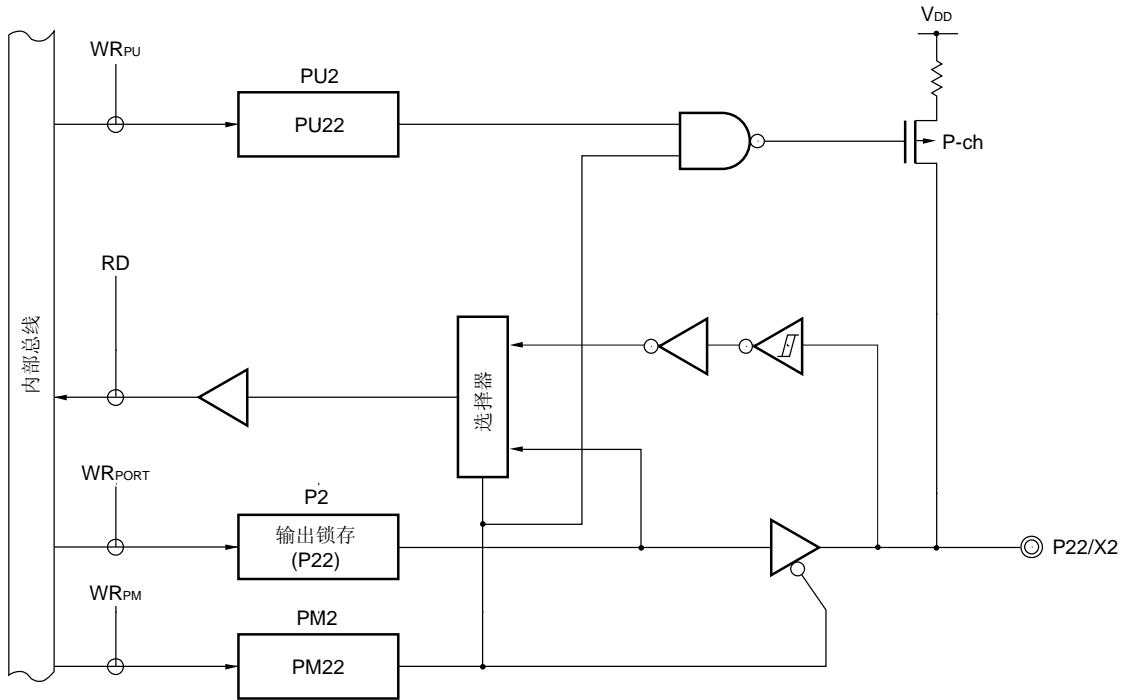 VDD
WRPU
PU2
PU22
P-ch
RD
内部总线
选择器
WRPORT
P2
输出锁存
(P22)
P22/X2
WRPM
PM2
PM22